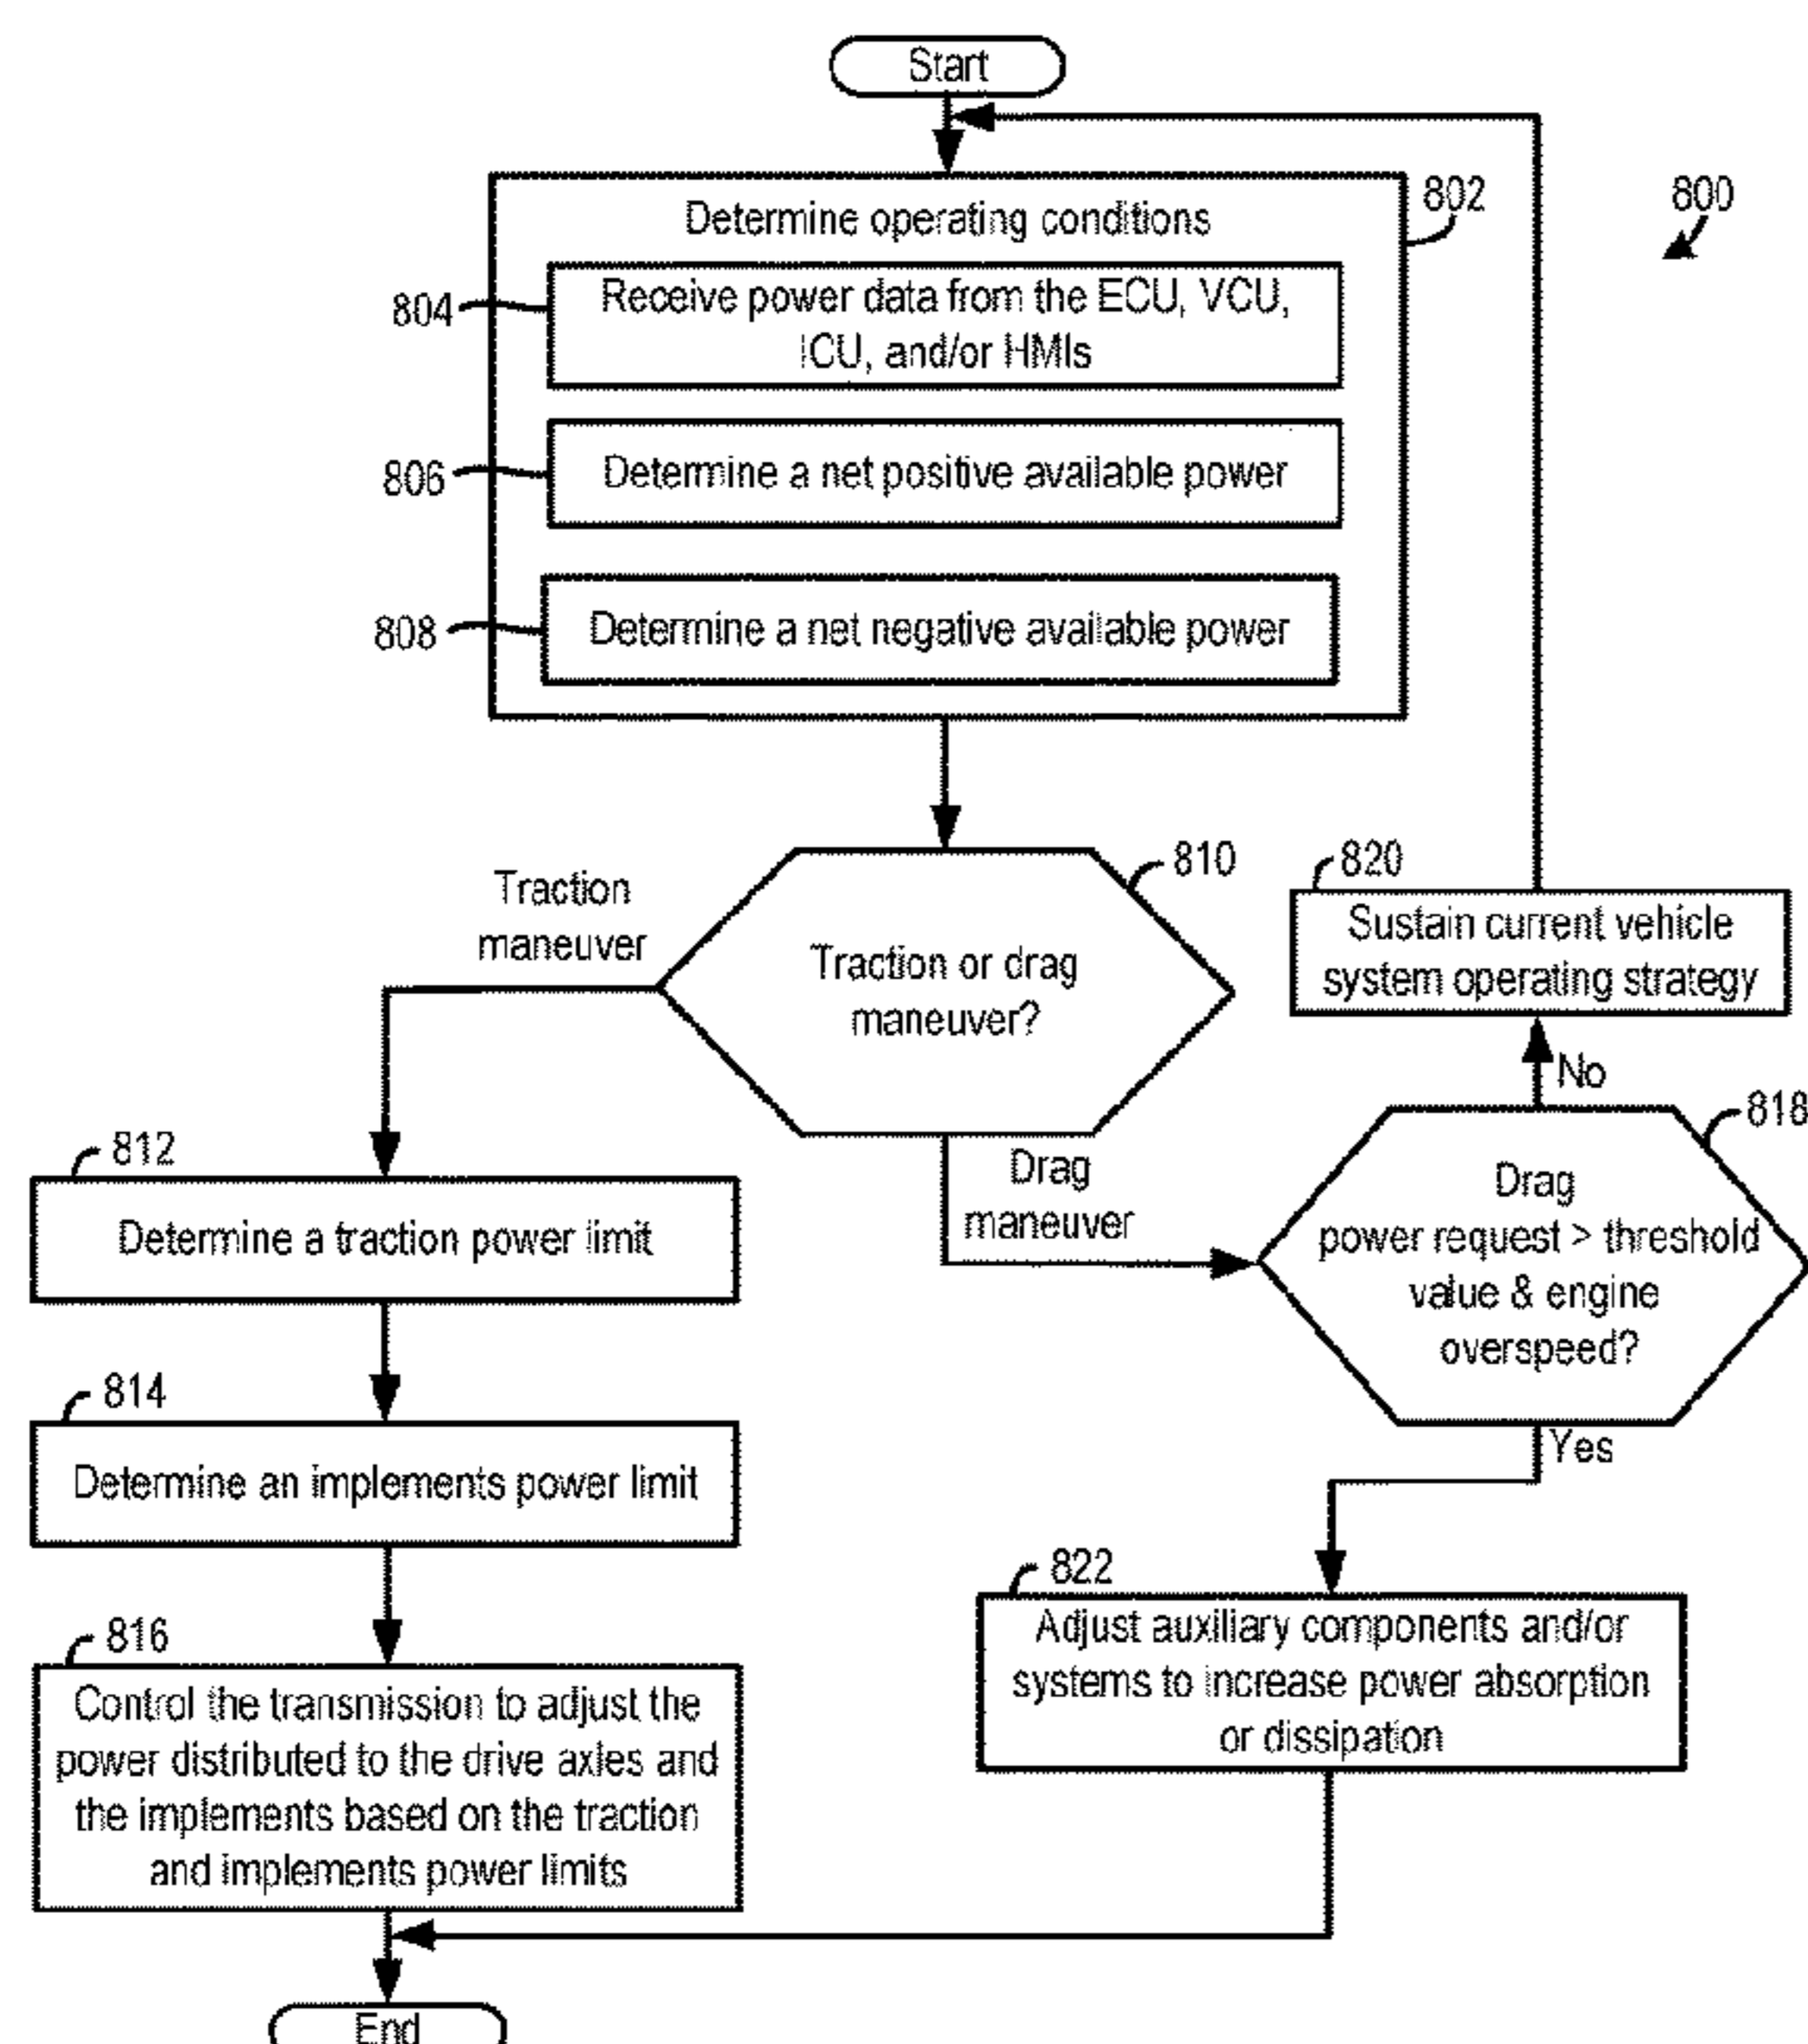 Start
800
802
Determine operating conditions
804
Receive power data from the ECU, VCU,
ICU, and/or HMIs
806
Determine a net positive available power
808
Determine a net negative available power
810
Traction or drag
maneuver?
Traction
maneuver
Drag
maneuver
820
Sustain current vehicle
system operating strategy
No
818
Drag
power request > threshold
value & engine
overspeed?
Yes
812
Determine a traction power limit
814
Determine an implements power limit
816
Control the transmission to adjust the
power distributed to the drive axles and
the implements based on the traction
and implements power limits
822
Adjust auxiliary components and/or
systems to increase power absorption
or dissipation
End